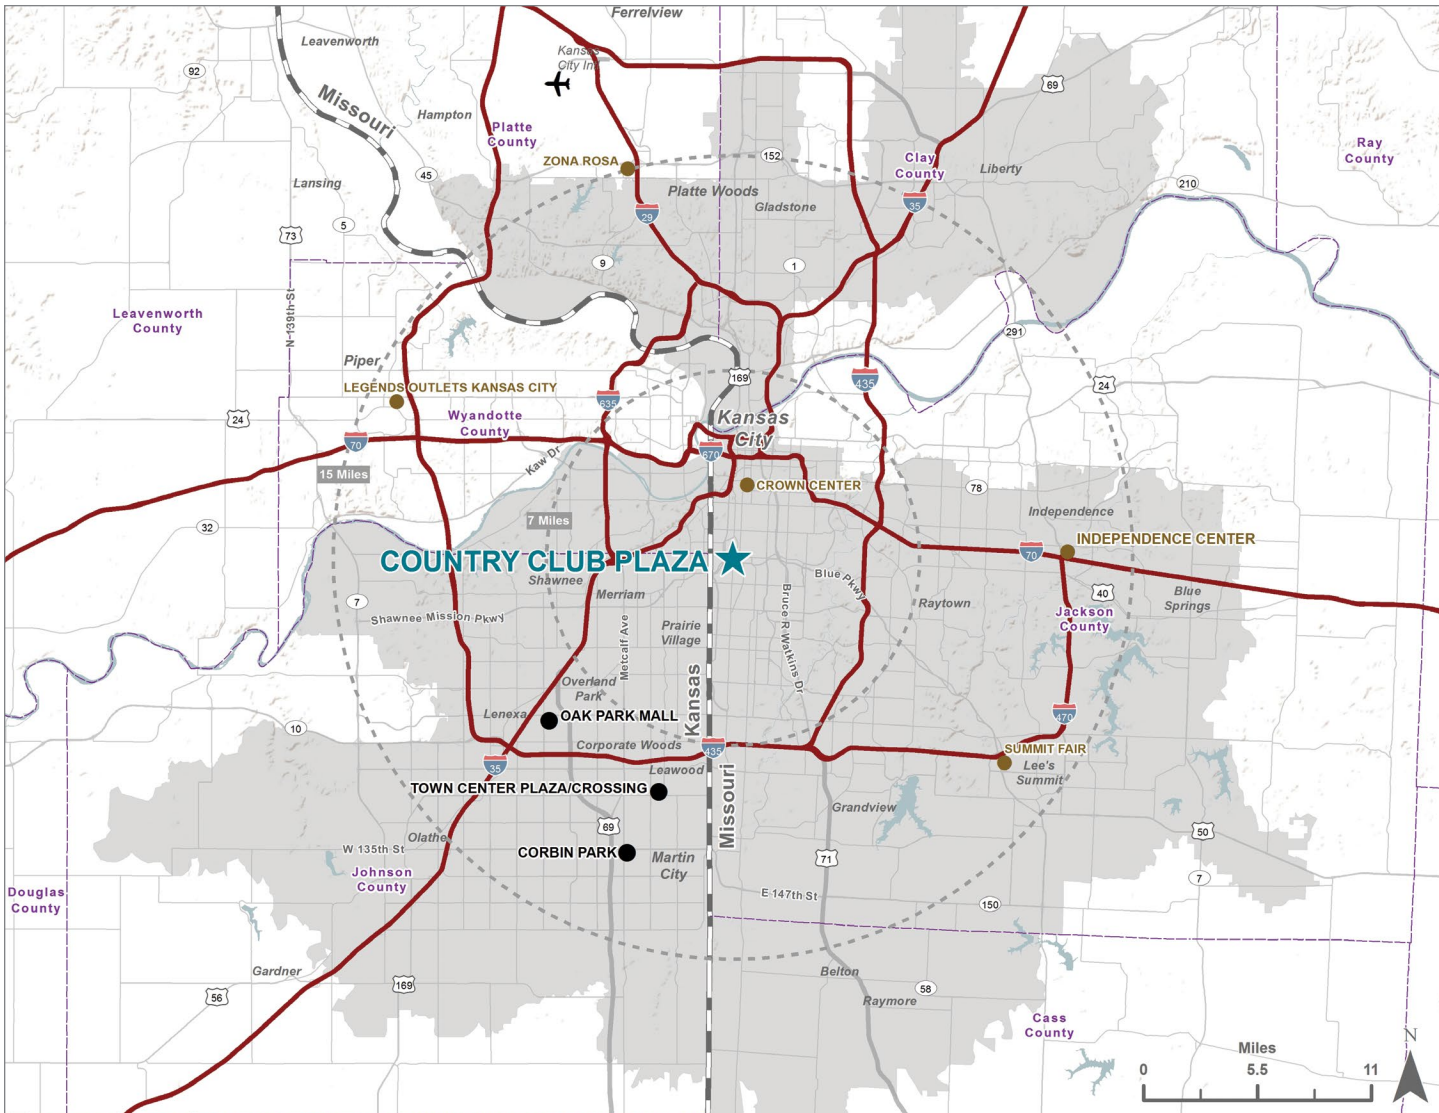 Ferrelview
Leavenworth
Kansas
City In
92
69
Missouri
Hampton
Platte
County
Ray
County
ZONA ROSA
152
Clay
County
Liberty
45
Lansing
Platte Woods
210
Gladstone
35
29
5
73
9
1
N 139th St
Leavenworth
County
291
Piper
169
435
24
LEGENDS OUTLETS KANSAS CITY
635
24
Wyandotte
County
Kansas
City
70
670
Kaw Dr
15 Miles
CROWN CENTER
78
Independence
7 Miles
32
INDEPENDENCE CENTER
70
COUNTRY CLUB PLAZA
Shawnee
Blue Pkwy
Merriam
40
Blue
Springs
7
Raytown
Jackson
County
Shawnee Mission Pkwy
Metcalf Ave
Prairie
Village
Bruce R Watkins Dr
Overland
Park
Kansas
Lenexa
OAK PARK MALL
470
10
Corporate Woods
435
SUMMIT FAIR
35
Leawood
Lee's
Summit
TOWN CENTER PLAZA/CROSSING
Missouri
Grandview
69
50
Olathe
W 135th St
CORBIN PARK
Martin
City
71
Johnson
County
7
Douglas
County
E 147th St
150
Gardner
Belton
169
58
56
Raymore
Cass
County
N
Miles
0
5.5
11